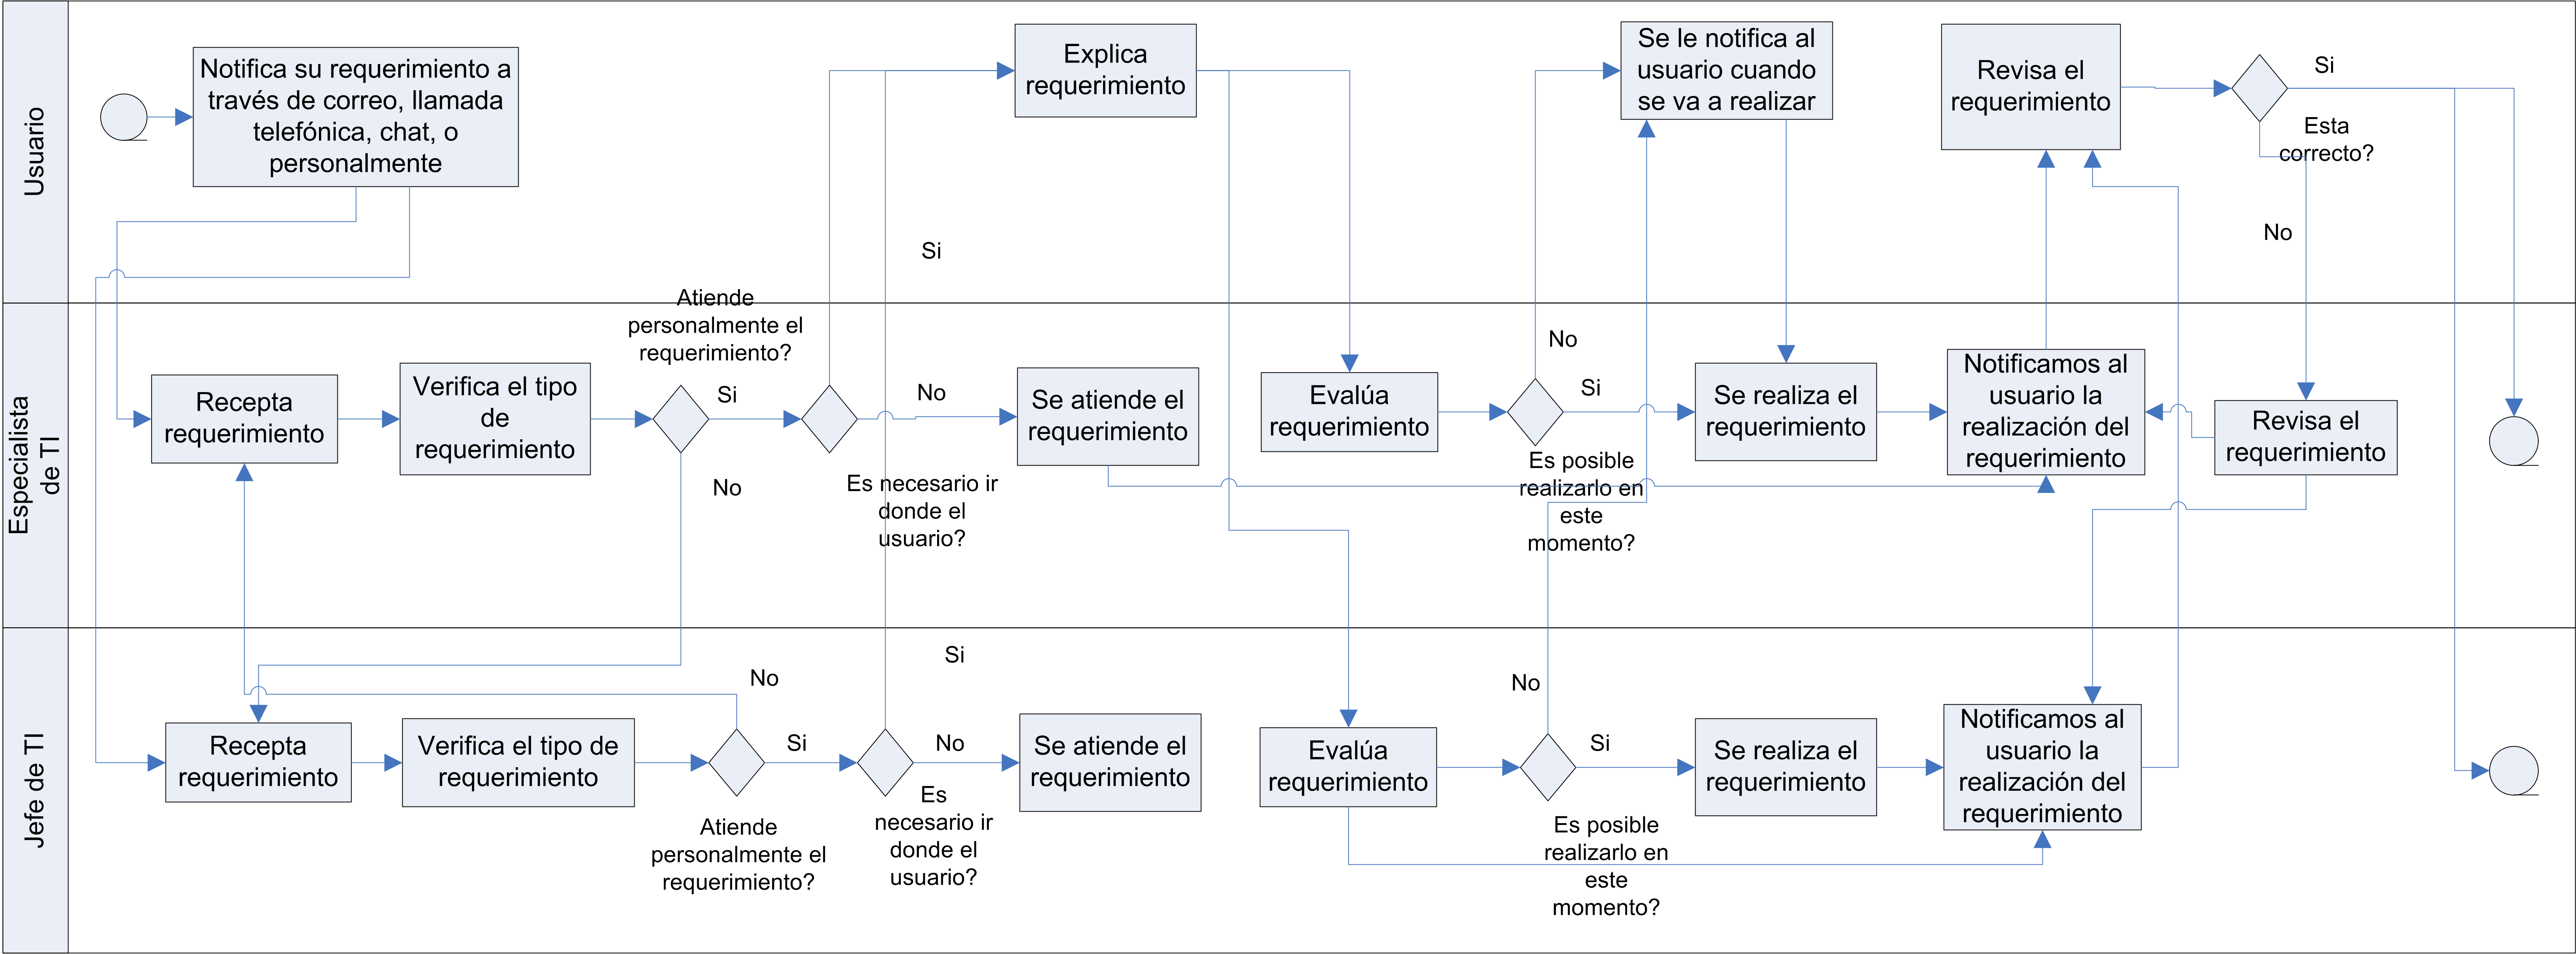 Usuario
Notifica su requerimiento a
través de correo, llamada
telefónica, chat, o
personalmente
Explica
requerimiento
Se le notifica al
usuario cuando
se va a realizar
Revisa el
requerimiento
Si
Esta
correcto?
No
Si
Especialista
de TI
Atiende
personalmente el
requerimiento?
Recepta
requerimiento
Verifica el tipo
de
requerimiento
Si
No
No
Es necesario ir
donde el
usuario?
Se atiende el
requerimiento
Evalúa
requerimiento
No
Si
Es posible
realizarlo en
este
momento?
Se realiza el
requerimiento
Notificamos al
usuario la
realización del
requerimiento
Revisa el
requerimiento
Jefe de TI
Recepta
requerimiento
Verifica el tipo de
requerimiento
No
Si
Atiende
personalmente el
requerimiento?
Si
No
Es
necesario ir
donde el
usuario?
Se atiende el
requerimiento
Evalúa
requerimiento
No
Si
Es posible
realizarlo en
este
momento?
Se realiza el
requerimiento
Notificamos al
usuario la
realización del
requerimiento